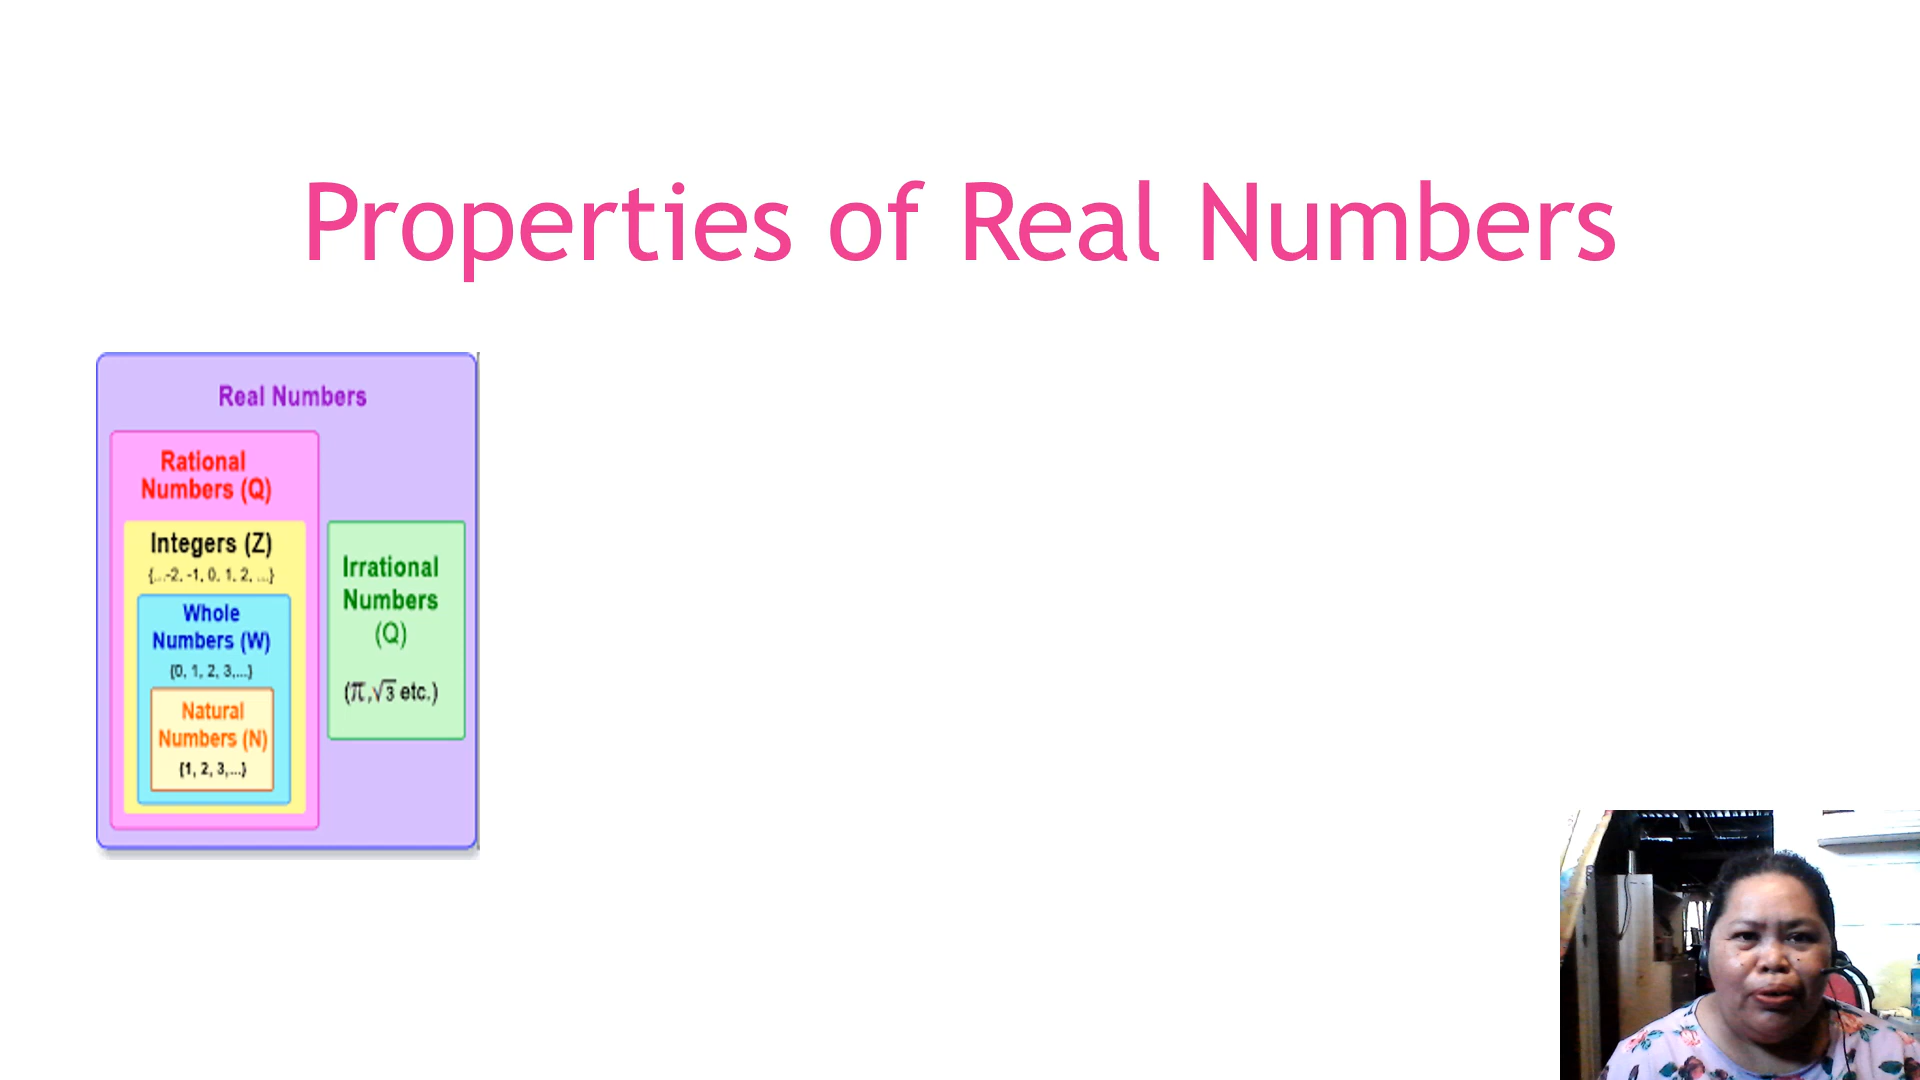 Properties of Real Numbers
Real Numbers
Rational
Numbers (Q)
Integers (Z)
{...-2, -1, 0, 1, 2, ...}
Whole
Numbers (W)
{0, 1, 2, 3,...}
Natural
Numbers (N)
{1, 2, 3,...}
Irrational
Numbers
(Q)
(π,√3 etc.)